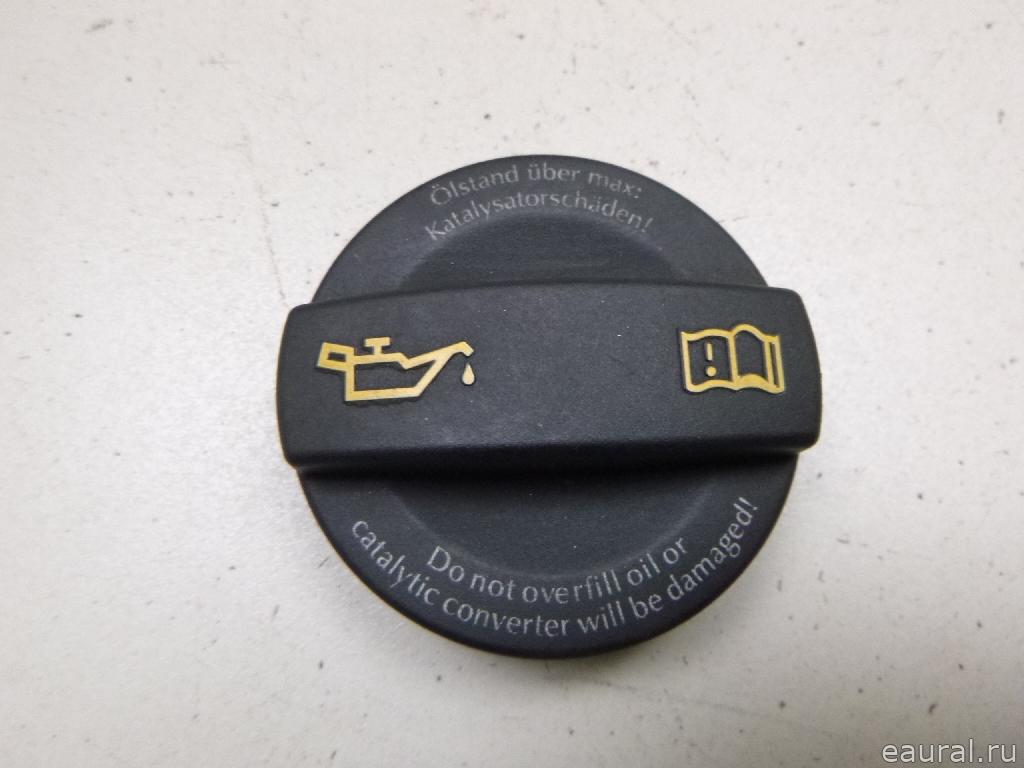 Ölstand über max:
Katalysatorschäden!
!
Do not overfill oil or
catalytic converter will be damaged!
eaural.ru